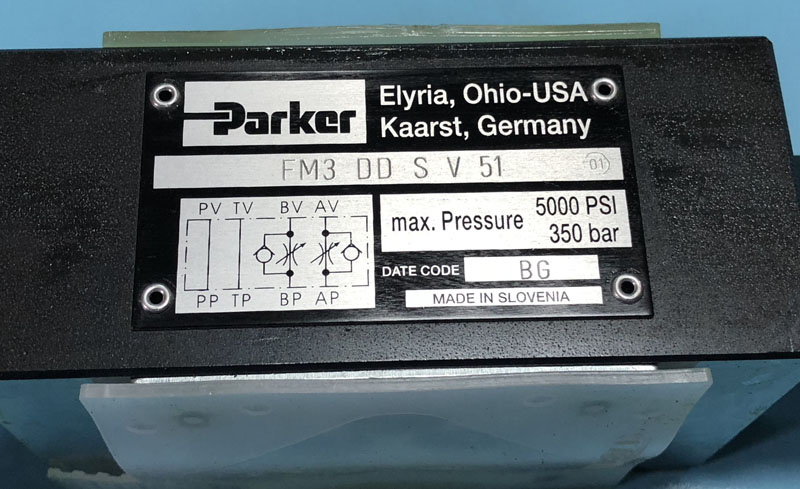 Parker
Elyria, Ohio-USA
Kaarst, Germany
FM3 DD S V 51
01
PV TV BV AV
PP TP BP AP
max. Pressure 5000 PSI
350 bar
DATE CODE BG
MADE IN SLOVENIA